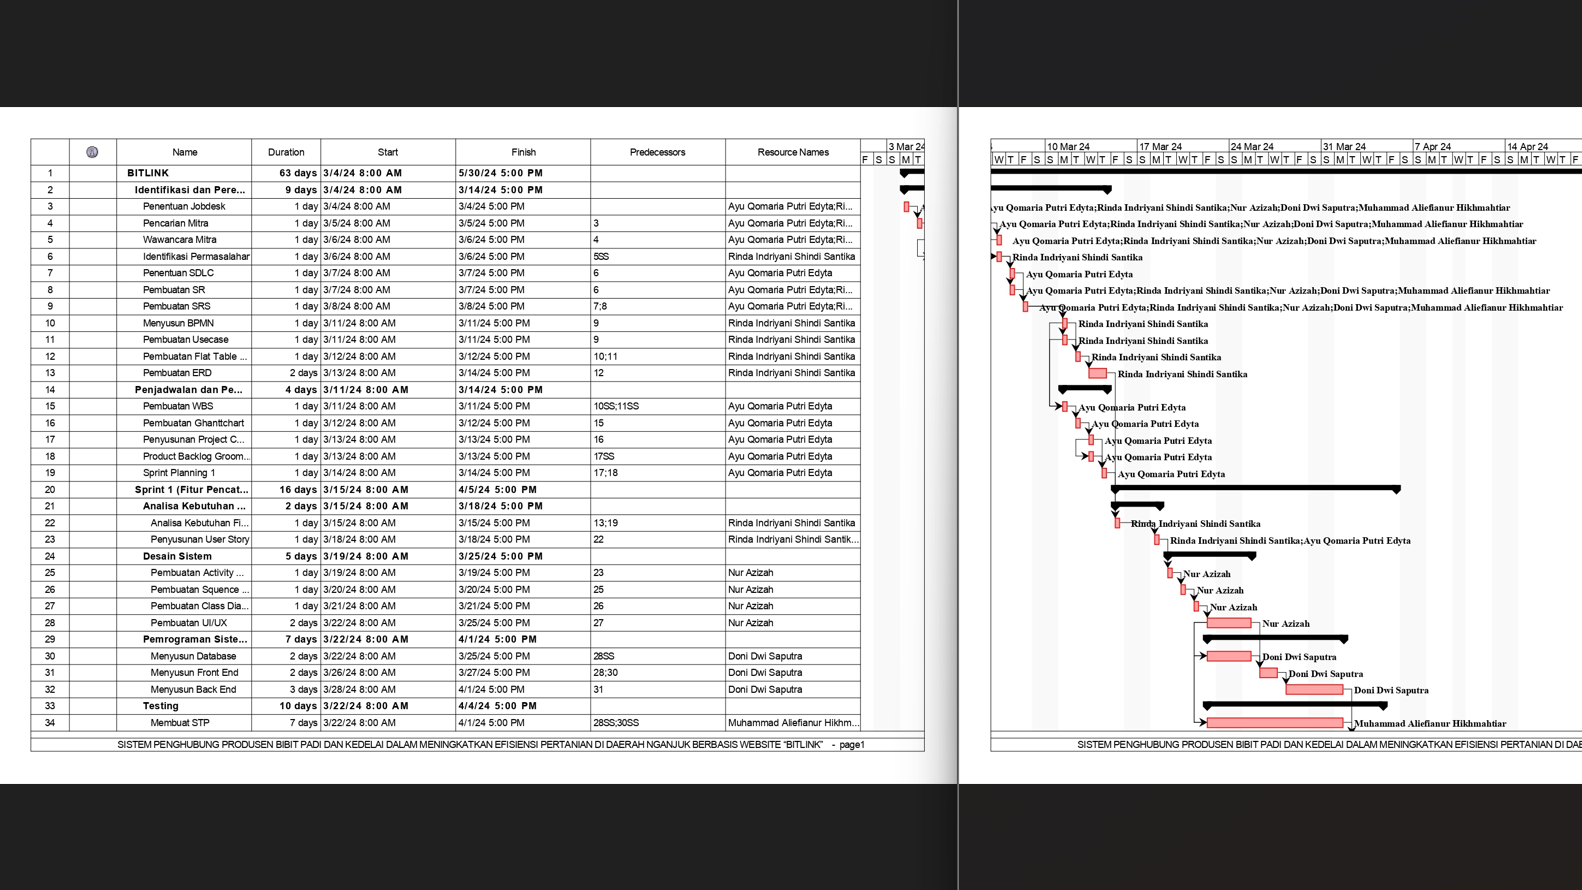 Name Duration Start Finish Predecessors Resource Names
3 Mar 24
F S S M T
1 BITLINK 63 days 3/4/24 8:00 AM 5/30/24 5:00 PM
2 Identifikasi dan Pere... 9 days 3/4/24 8:00 AM 3/14/24 5:00 PM
3 Penentuan Jobdesk 1 day 3/4/24 8:00 AM 3/4/24 5:00 PM Ayu Qomaria Putri Edyta;Ri...
4 Pencarian Mitra 1 day 3/5/24 8:00 AM 3/5/24 5:00 PM 3 Ayu Qomaria Putri Edyta;Ri...
5 Wawancara Mitra 1 day 3/6/24 8:00 AM 3/6/24 5:00 PM 4 Ayu Qomaria Putri Edyta;Ri...
6 Identifikasi Permasalahan 1 day 3/6/24 8:00 AM 3/6/24 5:00 PM 5SS Rinda Indriyani Shindi Santika
7 Penentuan SDLC 1 day 3/7/24 8:00 AM 3/7/24 5:00 PM 6 Ayu Qomaria Putri Edyta
8 Pembuatan SR 1 day 3/7/24 8:00 AM 3/7/24 5:00 PM 6 Ayu Qomaria Putri Edyta;Ri...
9 Pembuatan SRS 1 day 3/8/24 8:00 AM 3/8/24 5:00 PM 7;8 Ayu Qomaria Putri Edyta;Ri...
10 Menyusun BPMN 1 day 3/11/24 8:00 AM 3/11/24 5:00 PM 9 Rinda Indriyani Shindi Santika
11 Pembuatan Usecase 1 day 3/11/24 8:00 AM 3/11/24 5:00 PM 9 Rinda Indriyani Shindi Santika
12 Pembuatan Flat Table ... 1 day 3/12/24 8:00 AM 3/12/24 5:00 PM 10;11 Rinda Indriyani Shindi Santika
13 Pembuatan ERD 2 days 3/13/24 8:00 AM 3/14/24 5:00 PM 12 Rinda Indriyani Shindi Santika
14 Penjadwalan dan Pe... 4 days 3/11/24 8:00 AM 3/14/24 5:00 PM
15 Pembuatan WBS 1 day 3/11/24 8:00 AM 3/11/24 5:00 PM 10SS;11SS Ayu Qomaria Putri Edyta
16 Pembuatan Ghanttchart 1 day 3/12/24 8:00 AM 3/12/24 5:00 PM 15 Ayu Qomaria Putri Edyta
17 Penyusunan Project C... 1 day 3/13/24 8:00 AM 3/13/24 5:00 PM 16 Ayu Qomaria Putri Edyta
18 Product Backlog Groom... 1 day 3/13/24 8:00 AM 3/13/24 5:00 PM 17SS Ayu Qomaria Putri Edyta
19 Sprint Planning 1 1 day 3/14/24 8:00 AM 3/14/24 5:00 PM 17;18 Ayu Qomaria Putri Edyta
20 Sprint 1 (Fitur Pencat... 16 days 3/15/24 8:00 AM 4/5/24 5:00 PM
21 Analisa Kebutuhan ... 2 days 3/15/24 8:00 AM 3/18/24 5:00 PM
22 Analisa Kebutuhan Fi... 1 day 3/15/24 8:00 AM 3/15/24 5:00 PM 13;19 Rinda Indriyani Shindi Santika
23 Penyusunan User Story 1 day 3/18/24 8:00 AM 3/18/24 5:00 PM 22 Rinda Indriyani Shindi Santik...
24 Desain Sistem 5 days 3/19/24 8:00 AM 3/25/24 5:00 PM
25 Pembuatan Activity ... 1 day 3/19/24 8:00 AM 3/19/24 5:00 PM 23 Nur Azizah
26 Pembuatan Squence ... 1 day 3/20/24 8:00 AM 3/20/24 5:00 PM 25 Nur Azizah
27 Pembuatan Class Dia... 1 day 3/21/24 8:00 AM 3/21/24 5:00 PM 26 Nur Azizah
28 Pembuatan UI/UX 2 days 3/22/24 8:00 AM 3/25/24 5:00 PM 27 Nur Azizah
29 Pemrograman Siste... 7 days 3/22/24 8:00 AM 4/1/24 5:00 PM
30 Menyusun Database 2 days 3/22/24 8:00 AM 3/25/24 5:00 PM 28SS Doni Dwi Saputra
31 Menyusun Front End 2 days 3/26/24 8:00 AM 3/27/24 5:00 PM 28;30 Doni Dwi Saputra
32 Menyusun Back End 3 days 3/28/24 8:00 AM 4/1/24 5:00 PM 31 Doni Dwi Saputra
33 Testing 10 days 3/22/24 8:00 AM 4/4/24 5:00 PM
34 Membuat STP 7 days 3/22/24 8:00 AM 4/1/24 5:00 PM 28SS;30SS Muhammad Aliefianur Hikhm...
SISTEM PENGHUBUNG PRODUSEN BIBIT PADI DAN KEDELAI DALAM MENINGKATKAN EFISIENSI PERTANIAN DI DAERAH NGANJUK BERBASIS WEBSITE "BITLINK" - page1
10 Mar 24 17 Mar 24 24 Mar 24 31 Mar 24 7 Apr 24 14 Apr 24
W T F S S M T W T F S S M T W T F S S M T W T F S S M T W T F S S M T W T F S S M T W T F
yu Qomaria Putri Edyta;Rinda Indriyani Shindi Santika;Nur Azizah;Doni Dwi Saputra;Muhammad Aliefianur Hikhmahtiar
Ayu Qomaria Putri Edyta;Rinda Indriyani Shindi Santika;Nur Azizah;Doni Dwi Saputra;Muhammad Aliefianur Hikhmahtiar
Ayu Qomaria Putri Edyta;Rinda Indriyani Shindi Santika;Nur Azizah;Doni Dwi Saputra;Muhammad Aliefianur Hikhmahtiar
Rinda Indriyani Shindi Santika
Ayu Qomaria Putri Edyta
Ayu Qomaria Putri Edyta;Rinda Indriyani Shindi Santika;Nur Azizah;Doni Dwi Saputra;Muhammad Aliefianur Hikhmahtiar
Ayu Qomaria Putri Edyta;Rinda Indriyani Shindi Santika;Nur Azizah;Doni Dwi Saputra;Muhammad Aliefianur Hikhmahtiar
Rinda Indriyani Shindi Santika
Rinda Indriyani Shindi Santika
Rinda Indriyani Shindi Santika
Rinda Indriyani Shindi Santika
Ayu Qomaria Putri Edyta
Ayu Qomaria Putri Edyta
Ayu Qomaria Putri Edyta
Ayu Qomaria Putri Edyta
Ayu Qomaria Putri Edyta
Rinda Indriyani Shindi Santika
Rinda Indriyani Shindi Santika;Ayu Qomaria Putri Edyta
Nur Azizah
Nur Azizah
Nur Azizah
Nur Azizah
Doni Dwi Saputra
Doni Dwi Saputra
Doni Dwi Saputra
Muhammad Aliefianur Hikhmahtiar
SISTEM PENGHUBUNG PRODUSEN BIBIT PADI DAN KEDELAI DALAM MENINGKATKAN EFISIENSI PERTANIAN DI DAE